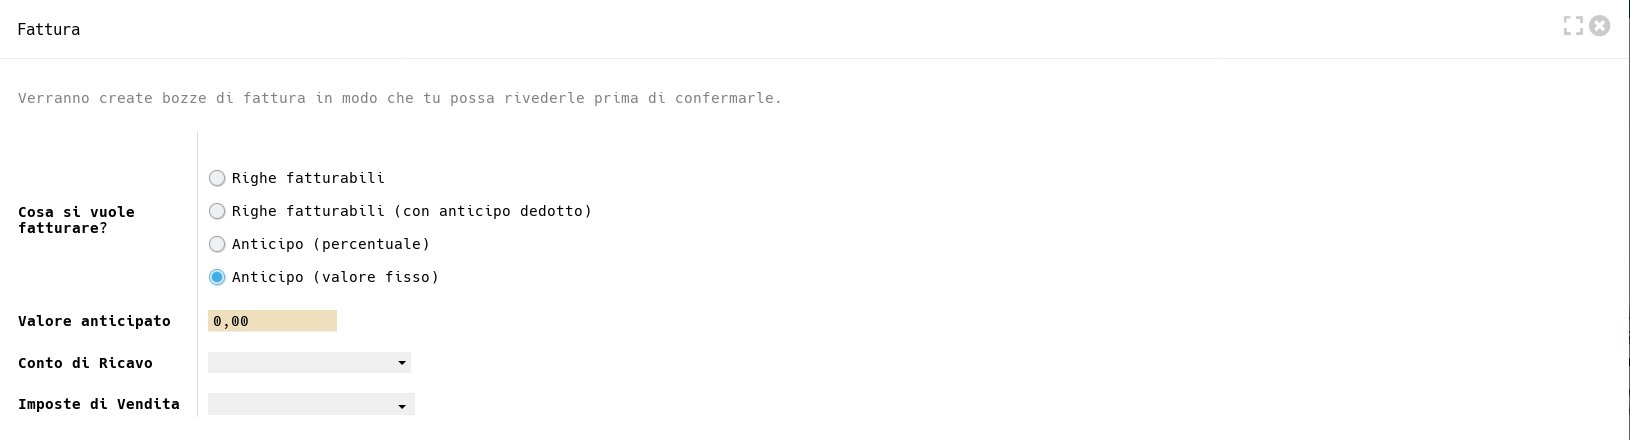 Fattura
Verranno create bozze di fattura in modo che tu possa rivederle prima di confermarle.
Cosa si vuole
fatturare?
Righe fatturabili
Righe fatturabili (con anticipo dedotto)
Anticipo (percentuale)
Anticipo (valore fisso)
Valore anticipato
0,00
Conto di Ricavo
Imposte di Vendita